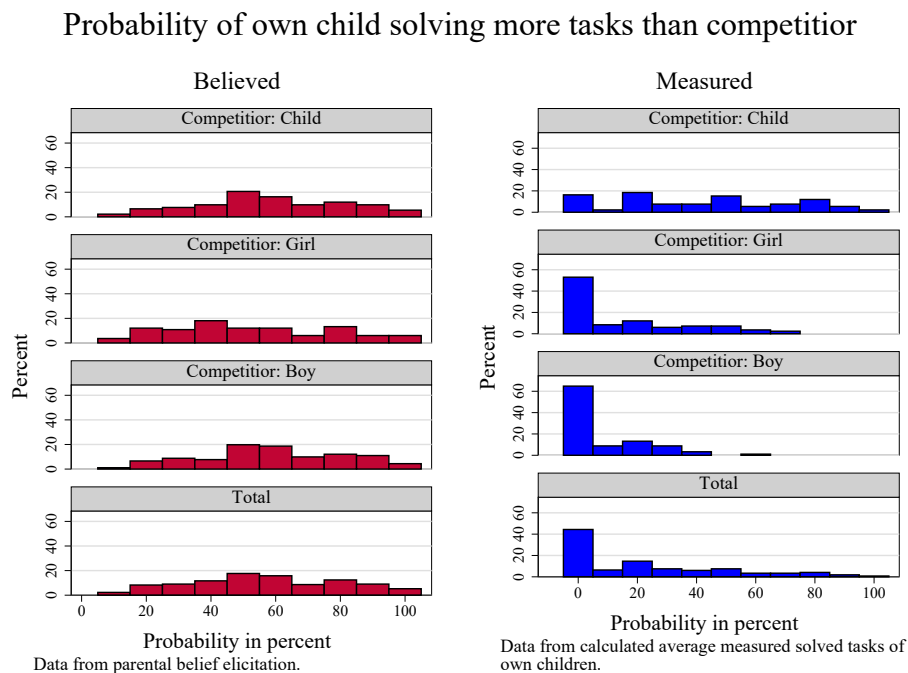 Probability of own child solving more tasks than competitior
Believed
Percent
Competitior: Child
0 20 40 60
Competitior: Girl
0 20 40 60
Competitior: Boy
0 20 40 60
Total
0 20 40 60
0 20 40 60 80 100
Probability in percent
Data from parental belief elicitation.
Measured
Percent
Competitior: Child
0 20 40 60
Competitior: Girl
0 20 40 60
Competitior: Boy
0 20 40 60
Total
0 20 40 60
0 20 40 60 80 100
Probability in percent
Data from calculated average measured solved tasks of
own children.